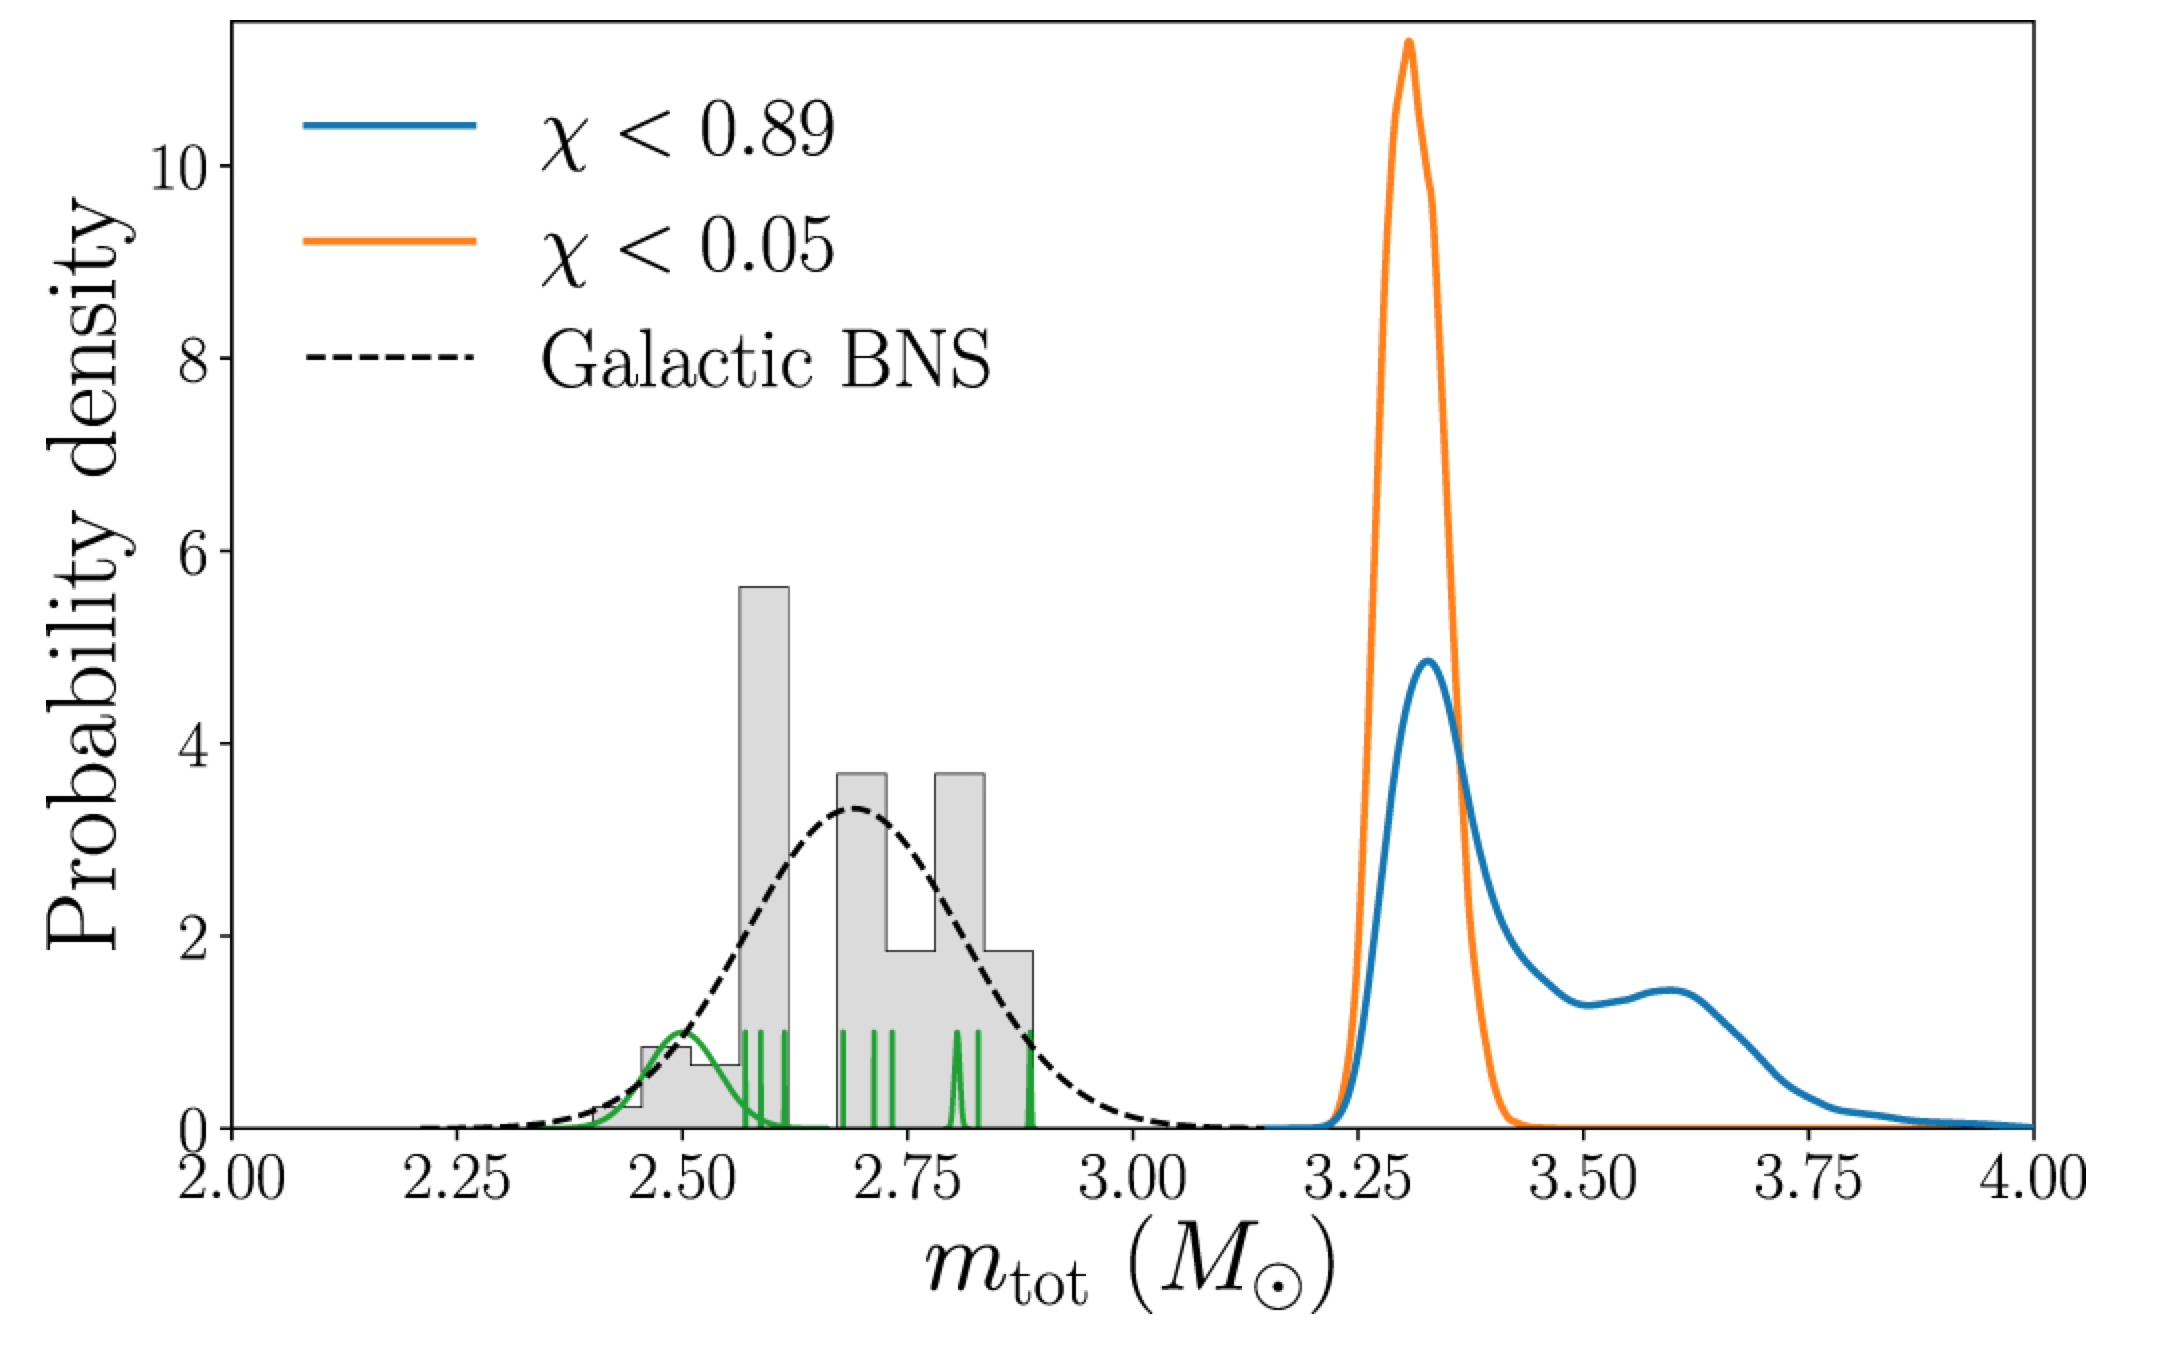 χ < 0.89
χ < 0.05
Galactic BNS
Probability density
10
8
6
4
2
0
2.00 2.25 2.50 2.75 3.00 3.25 3.50 3.75 4.00
m_tot (M_⊙)